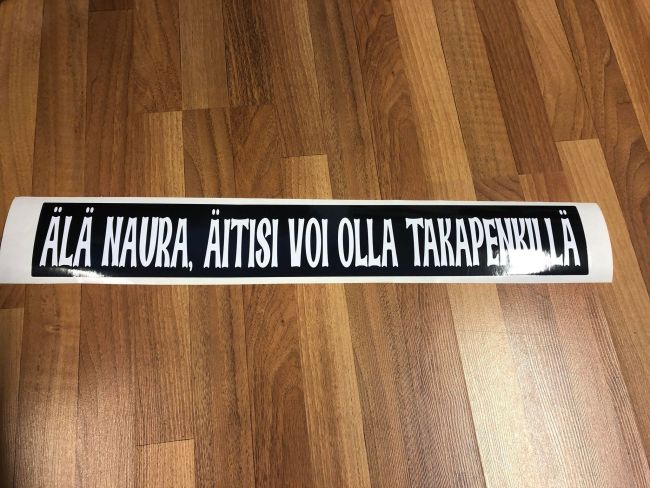 ÄLÄ NAURA, ÄITISI VOI OLLA TAKAPENKILLÄ